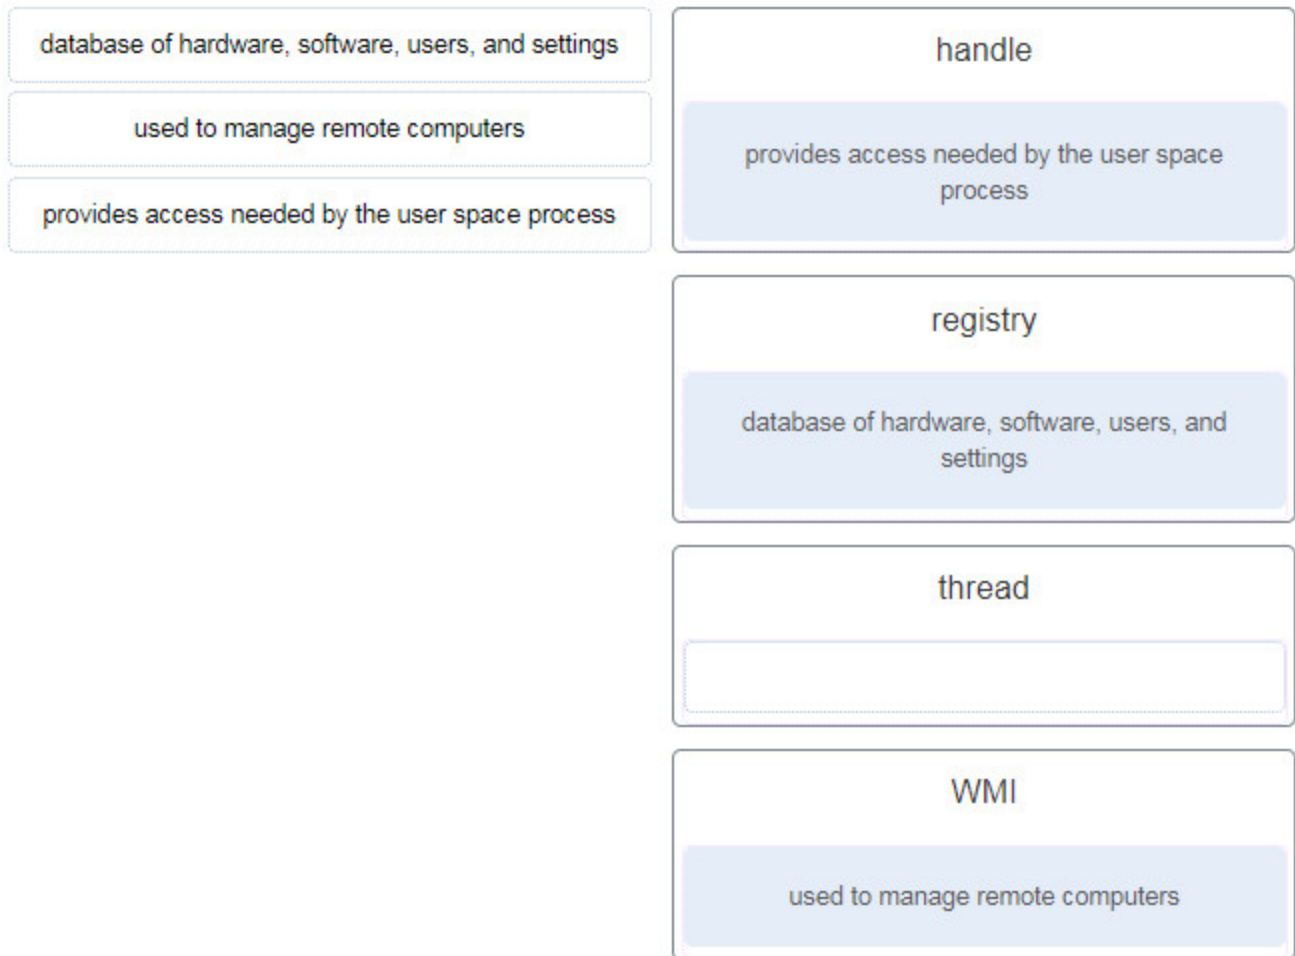 database of hardware, software, users, and settings
used to manage remote computers
provides access needed by the user space process
handle
provides access needed by the user space
process
registry
database of hardware, software, users, and
settings
thread
WMI
used to manage remote computers